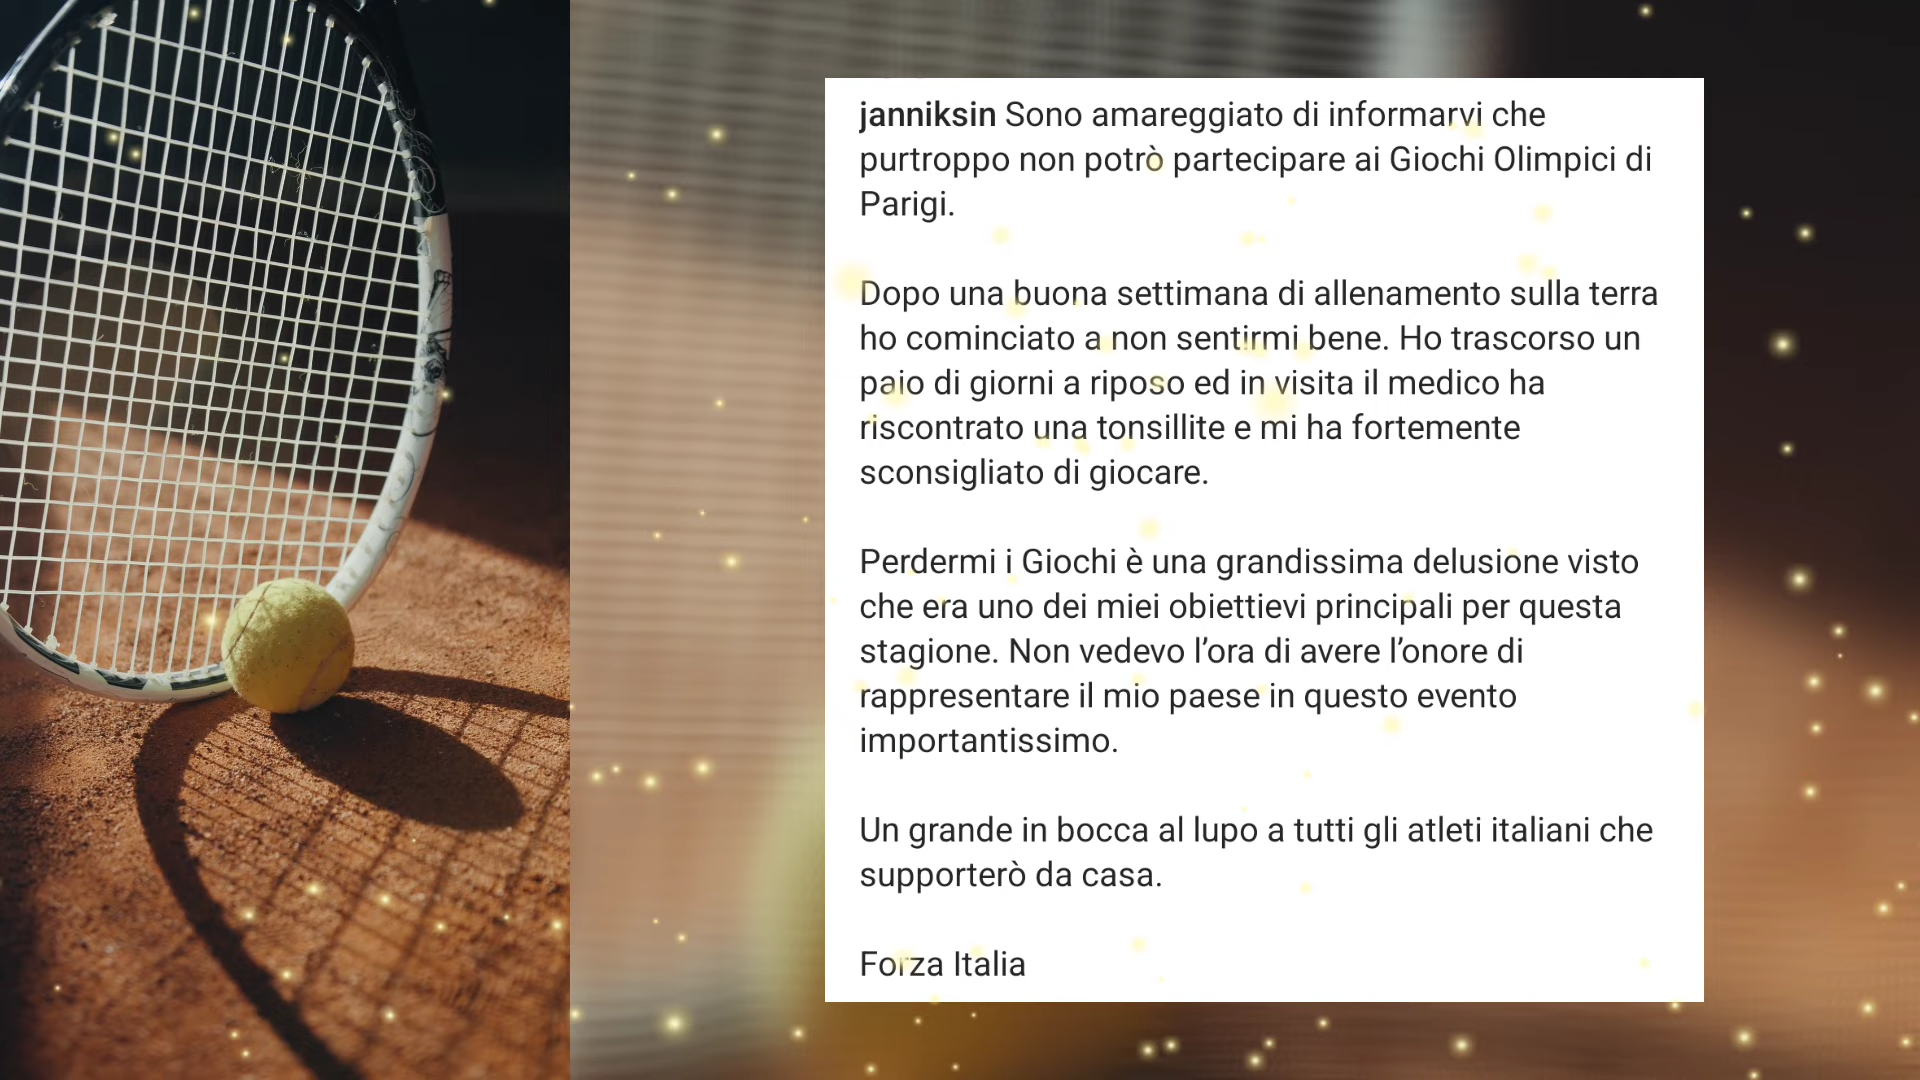 janniksin Sono amareggiato di informarvi che
purtroppo non potrò partecipare ai Giochi Olimpici di
Parigi.
Dopo una buona settimana di allenamento sulla terra
ho cominciato a non sentirmi bene. Ho trascorso un
paio di giorni a riposo ed in visita il medico ha
riscontrato una tonsillite e mi ha fortemente
sconsigliato di giocare.
Perdermi i Giochi è una grandissima delusione visto
che era uno dei miei obiettievi principali per questa
stagione. Non vedevo l’ora di avere l’onore di
rappresentare il mio paese in questo evento
importantissimo.
Un grande in bocca al lupo a tutti gli atleti italiani che
supporterò da casa.
Forza Italia